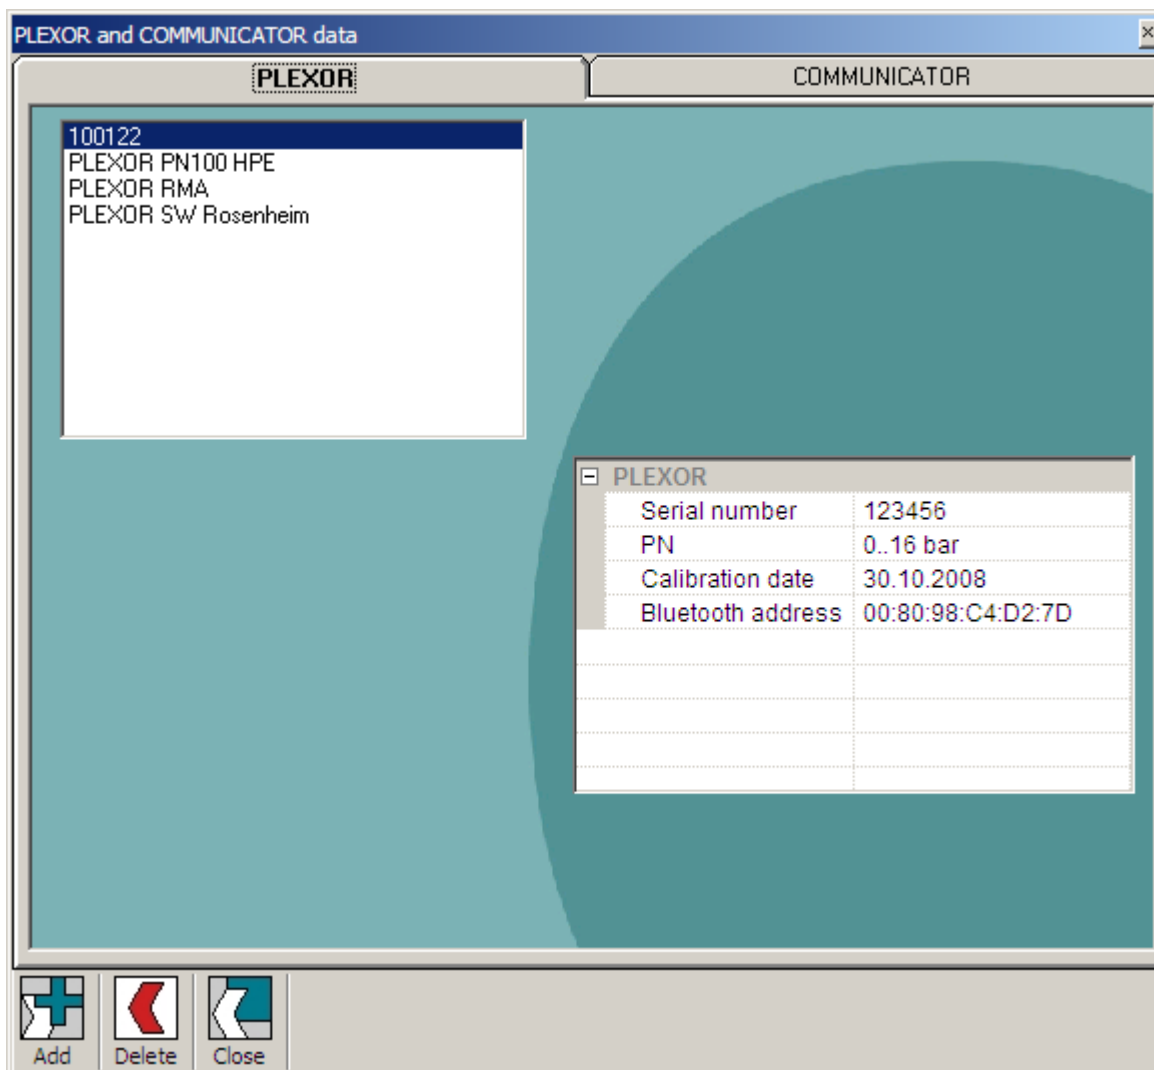 PLEXOR and COMMUNICATOR data
PLEXOR COMMUNICATOR
100122
PLEXOR PN100 HPE
PLEXOR RMA
PLEXOR SW Rosenheim
PLEXOR
Serial number 123456
PN 0..16 bar
Calibration date 30.10.2008
Bluetooth address 00:80:98:C4:D2:7D
Add Delete Close